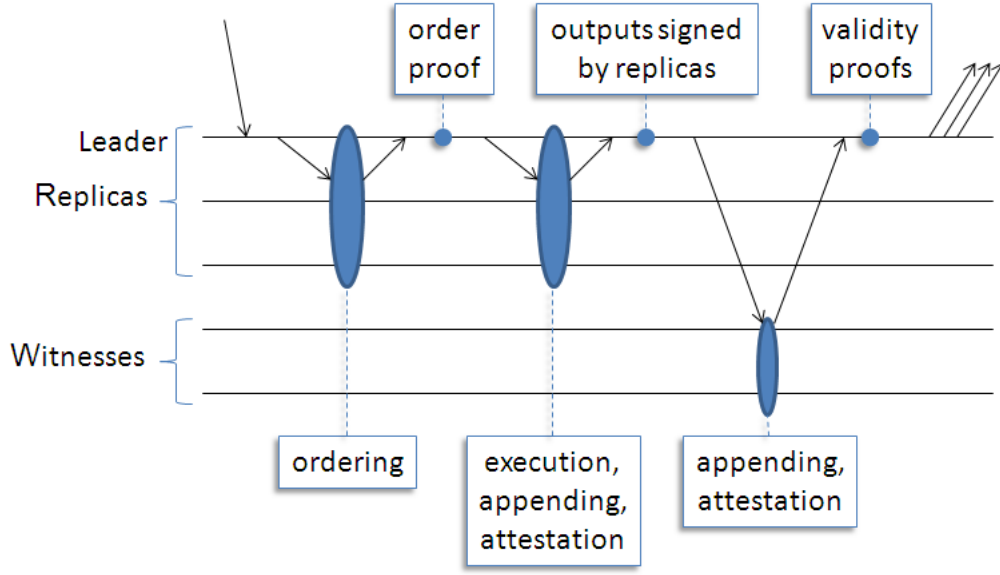 order
proof
outputs signed
by replicas
validity
proofs
Leader
Replicas
Witnesses
ordering
execution,
appending,
attestation
appending,
attestation